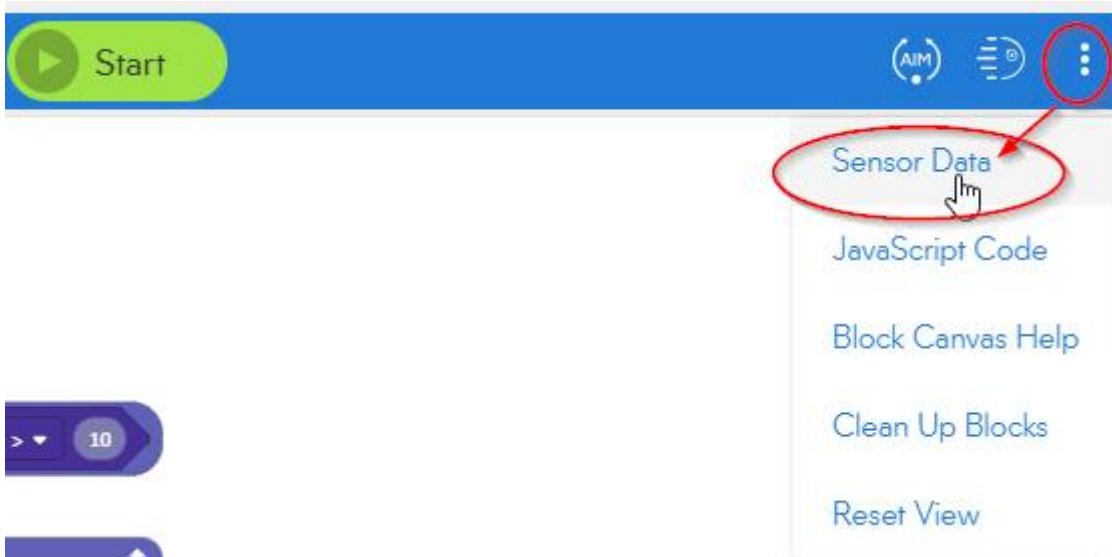 Start
AIM
Sensor Data
JavaScript Code
Block Canvas Help
> 10
Clean Up Blocks
Reset View